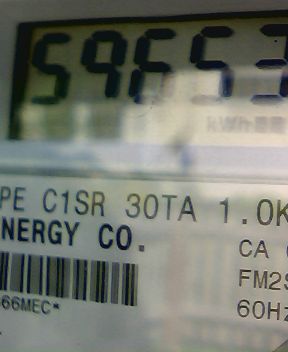 59653
kWh
PE C1SR 30TA 1.0K
NERGY CO.
CA
FM2S
66MEC*
60Hz